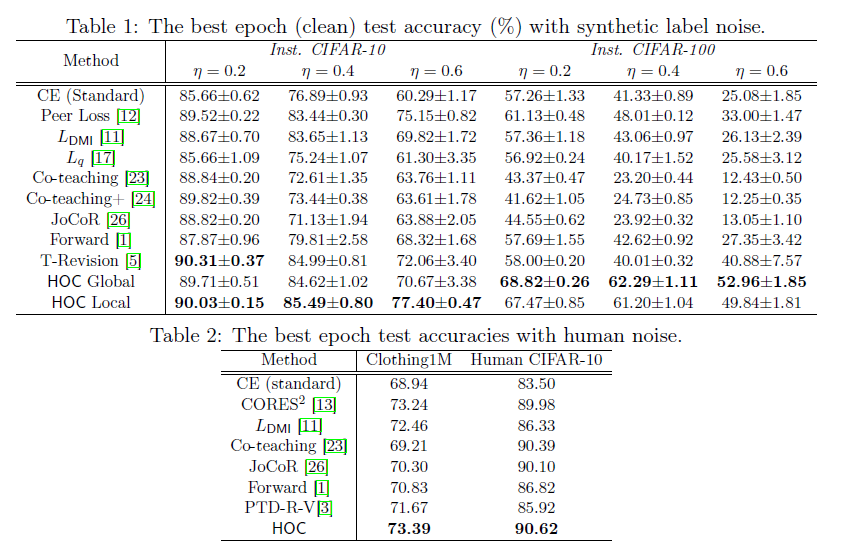 Table 1: The best epoch (clean) test accuracy (%) with synthetic label noise.
Method Inst. CIFAR-10 Inst. CIFAR-100
η = 0.2 η = 0.4 η = 0.6 η = 0.2 η = 0.4 η = 0.6
CE (Standard) 85.66±0.62 76.89±0.93 60.29±1.17 57.26±1.33 41.33±0.89 25.08±1.85
Peer Loss [12] 89.52±0.22 83.44±0.30 75.15±0.82 61.13±0.48 48.01±0.12 33.00±1.47
L_DMI [11] 88.67±0.70 83.65±1.13 69.82±1.72 57.36±1.18 43.06±0.97 26.13±2.39
L_q [17] 85.66±1.09 75.24±1.07 61.30±3.35 56.92±0.24 40.17±1.52 25.58±3.12
Co-teaching [23] 88.84±0.20 72.61±1.35 63.76±1.11 43.37±0.47 23.20±0.44 12.43±0.50
Co-teaching+ [24] 89.82±0.39 73.44±0.38 63.61±1.78 41.62±1.05 24.73±0.85 12.25±0.35
JoCoR [26] 88.82±0.20 71.13±1.94 63.88±2.05 44.55±0.62 23.92±0.32 13.05±1.10
Forward [1] 87.87±0.96 79.81±2.58 68.32±1.68 57.69±1.55 42.62±0.92 27.35±3.42
T-Revision [5] 90.31±0.37 84.99±0.81 72.06±3.40 58.00±0.20 40.01±0.32 40.88±7.57
HOC Global 89.71±0.51 84.62±1.02 70.67±3.38 68.82±0.26 62.29±1.11 52.96±1.85
HOC Local 90.03±0.15 85.49±0.80 77.40±0.47 67.47±0.85 61.20±1.04 49.84±1.81
Table 2: The best epoch test accuracies with human noise.
Method Clothing1M Human CIFAR-10
CE (standard) 68.94 83.50
CORES² [13] 73.24 89.98
L_DMI [11] 72.46 86.33
Co-teaching [23] 69.21 90.39
JoCoR [26] 70.30 90.10
Forward [1] 70.83 86.82
PTD-R-V[3] 71.67 85.92
HOC 73.39 90.62